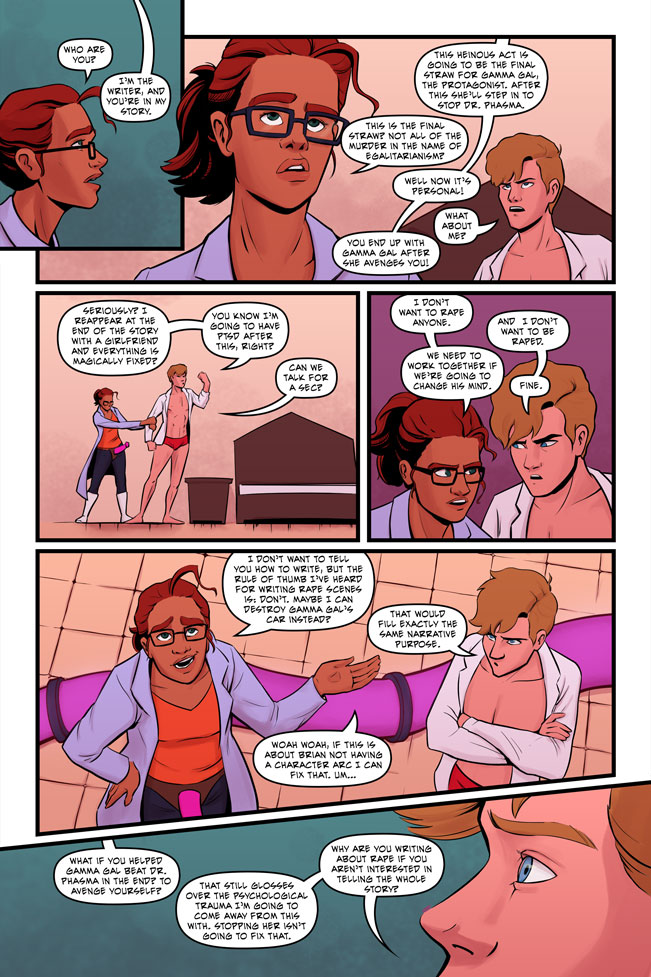 WHO ARE
YOU?
I'M THE
WRITER, AND
YOU'RE IN MY
STORY.
THIS HEINOUS ACT IS
GOING TO BE THE FINAL
STRAW FOR GAMMA GAL,
THE PROTAGONIST. AFTER
THIS SHE'LL STEP IN TO
STOP DR. PHASMA.
THIS IS THE FINAL
STRAW? NOT ALL OF THE
MURDER IN THE NAME OF
EGALITARIANISM?
WELL NOW IT'S
PERSONAL!
WHAT
ABOUT
ME?
YOU END UP WITH
GAMMA GAL AFTER
SHE AVENGES YOU!
SERIOUSLY? I
REAPPEAR AT THE
END OF THE STORY
WITH A GIRLFRIEND
AND EVERYTHING IS
MAGICALLY FIXED?
YOU KNOW I'M
GOING TO HAVE
PTSD AFTER
THIS, RIGHT?
CAN WE
TALK FOR
A SEC?
I DON'T
WANT TO RAPE
ANYONE.
AND I DON'T
WANT TO BE
RAPED.
WE NEED TO
WORK TOGETHER IF
WE'RE GOING TO
CHANGE HIS MIND.
FINE.
I DON'T WANT TO TELL
YOU HOW TO WRITE, BUT THE
RULE OF THUMB I'VE HEARD
FOR WRITING RAPE SCENES
IS: DON'T. MAYBE I CAN
DESTROY GAMMA GAL'S
CAR INSTEAD?
THAT WOULD
FILL EXACTLY THE
SAME NARRATIVE
PURPOSE.
WOAH WOAH, IF THIS IS
ABOUT BRIAN NOT HAVING
A CHARACTER ARC I CAN
FIX THAT. UM...
WHAT IF YOU HELPED
GAMMA GAL BEAT DR.
PHASMA IN THE END? TO
AVENGE YOURSELF?
THAT STILL GLOSSES
OVER THE PSYCHOLOGICAL
TRAUMA I'M GOING TO
COME AWAY FROM THIS
WITH. STOPPING HER ISN'T
GOING TO FIX THAT.
WHY ARE YOU WRITING
ABOUT RAPE IF YOU
AREN'T INTERESTED IN
TELLING THE WHOLE
STORY?